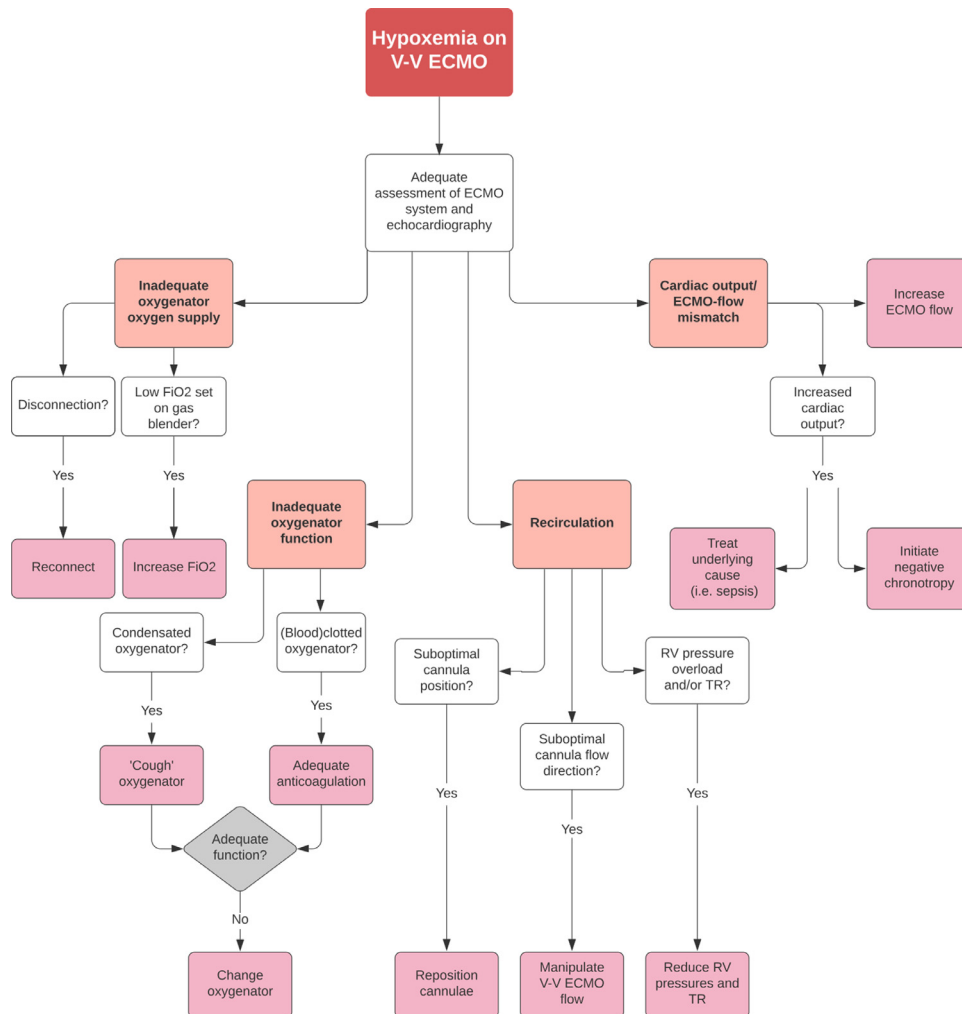 Hypoxemia on
V-V ECMO
Adequate
assessment of ECMO
system and
echocardiography
Inadequate
oxygenator
oxygen supply
Cardiac output/
ECMO-flow
mismatch
Increase
ECMO flow
Disconnection?
Low FiO2 set
on gas
blender?
Increased
cardiac
output?
Yes
Yes
Yes
Inadequate
oxygenator
function
Recirculation
Reconnect
Increase FiO2
Treat
underlying
cause
(i.e. sepsis)
Initiate
negative
chronotropy
Condensated
oxygenator?
(Blood)clotted
oxygenator?
Suboptimal
cannula
position?
RV pressure
overload
and/or TR?
Yes
Yes
Suboptimal
cannula flow
direction?
'Cough'
oxygenator
Adequate
anticoagulation
Yes
Yes
Yes
Adequate
function?
No
Change
oxygenator
Reposition
cannulae
Manipulate
V-V ECMO
flow
Reduce RV
pressures and
TR